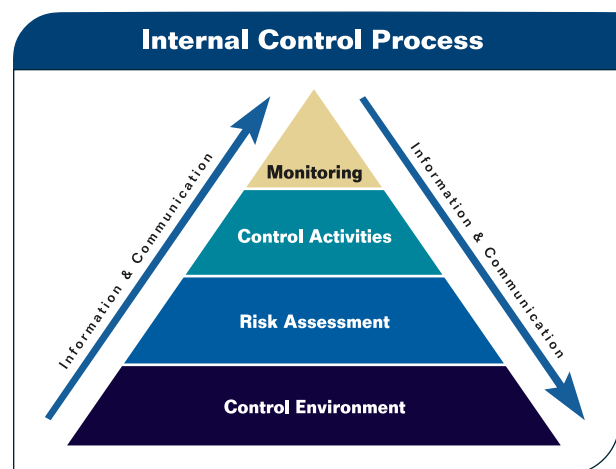 Internal Control Process
Information & Communication
Monitoring
Control Activities
Risk Assessment
Control Environment
Information & Communication